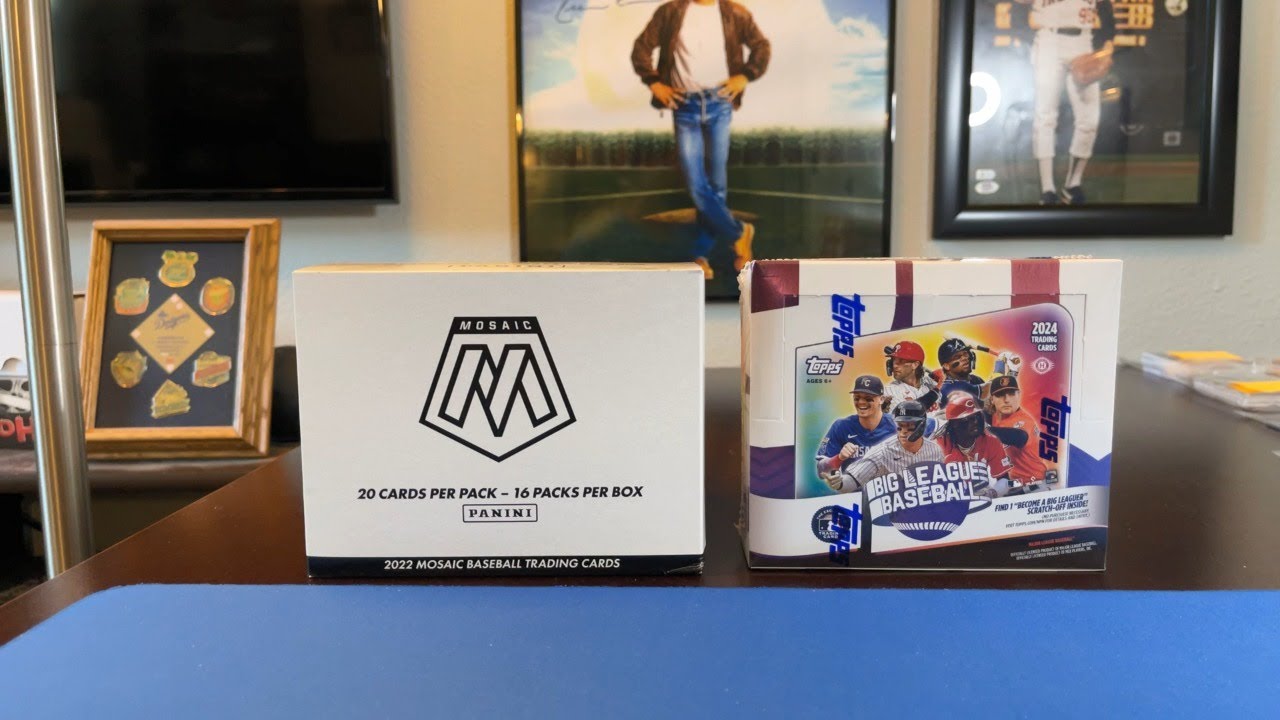 MOSAIC
20 CARDS PER PACK – 16 PACKS PER BOX
PANINI
2022 MOSAIC BASEBALL TRADING CARDS
topps
topps
AGES 6+
2024
TRADING
CARDS
topps
BIG LEAGUE
BASEBALL
FIND 1 "BECOME A BIG LEAGUER"
SCRATCH-OFF INSIDE!
topps
Dodgers